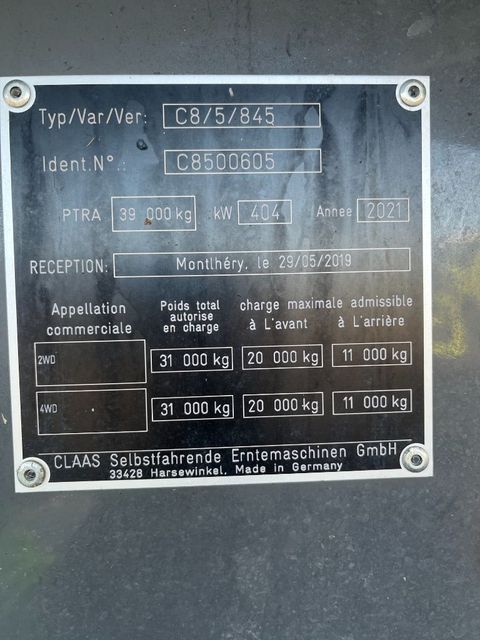 Typ/Var/Ver: C8/5/845
Ident.N°.: C8500605
PTRA 39 000 kg kW 404 Annee 2021
RECEPTION: Montlhéry, le 29/05/2019
Appellation commerciale Poids total autorise en charge charge maximale admissible à L'avant à L'arrière
2WD 31 000 kg 20 000 kg 11 000 kg
4WD 31 000 kg 20 000 kg 11 000 kg
CLAAS Selbstfahrende Erntemaschinen GmbH
33428 Harsewinkel, Made in Germany